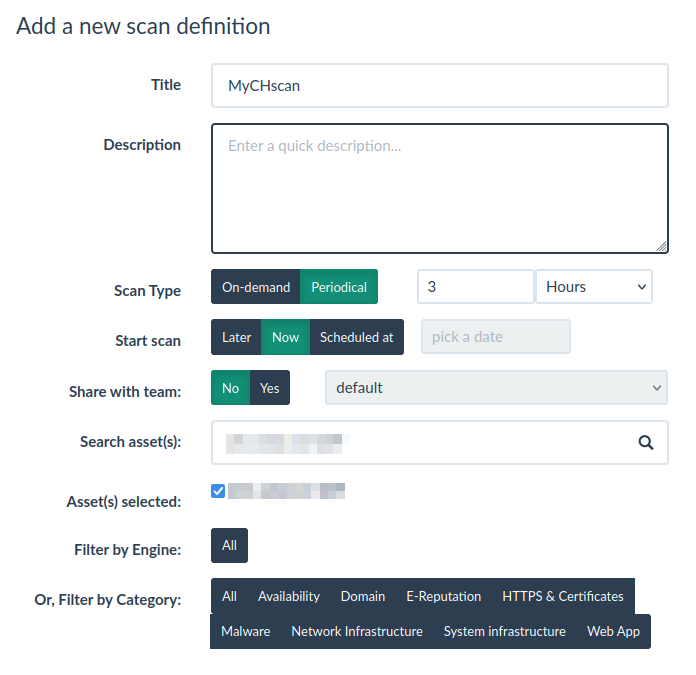 Add a new scan definition
Title MyCHscan
Description Enter a quick description...
Scan Type On-demand Periodical 3 Hours
Start scan Later Now Scheduled at pick a date
Share with team: No Yes default
Search asset(s):
Asset(s) selected:
Filter by Engine: All
Or, Filter by Category: All Availability Domain E-Reputation HTTPS & Certificates
Malware Network Infrastructure System infrastructure Web App